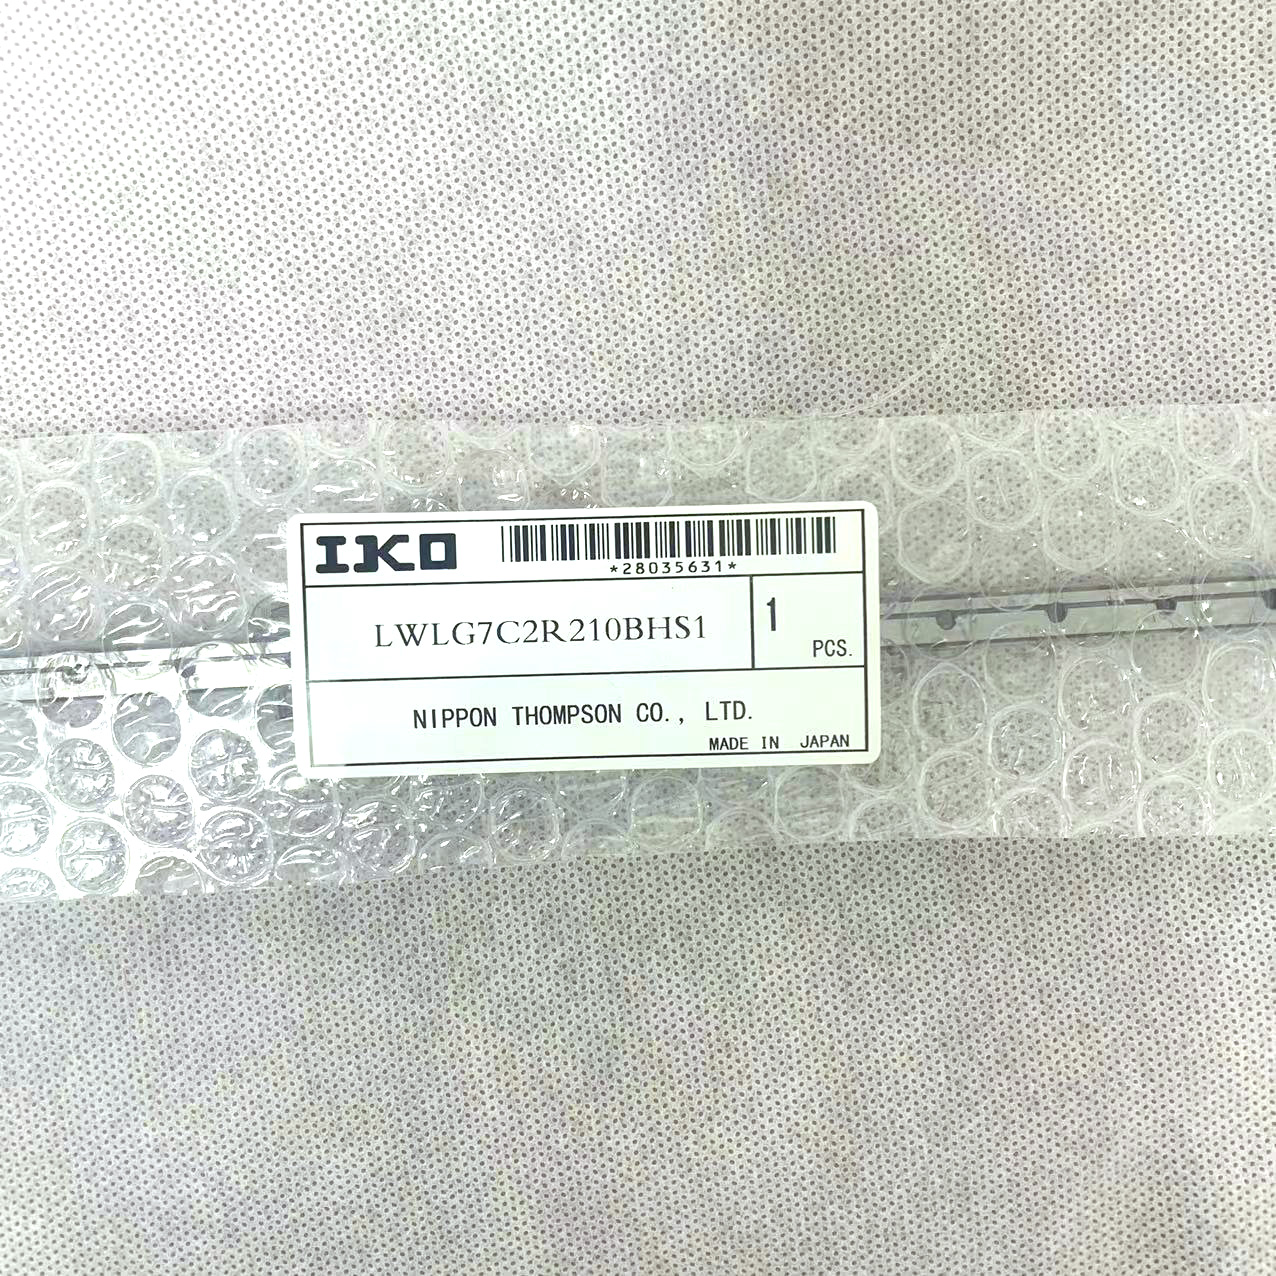 IKO
*28035631*
LWLG7C2R210BHS1
1
PCS.
NIPPON THOMPSON CO., LTD.
MADE IN JAPAN